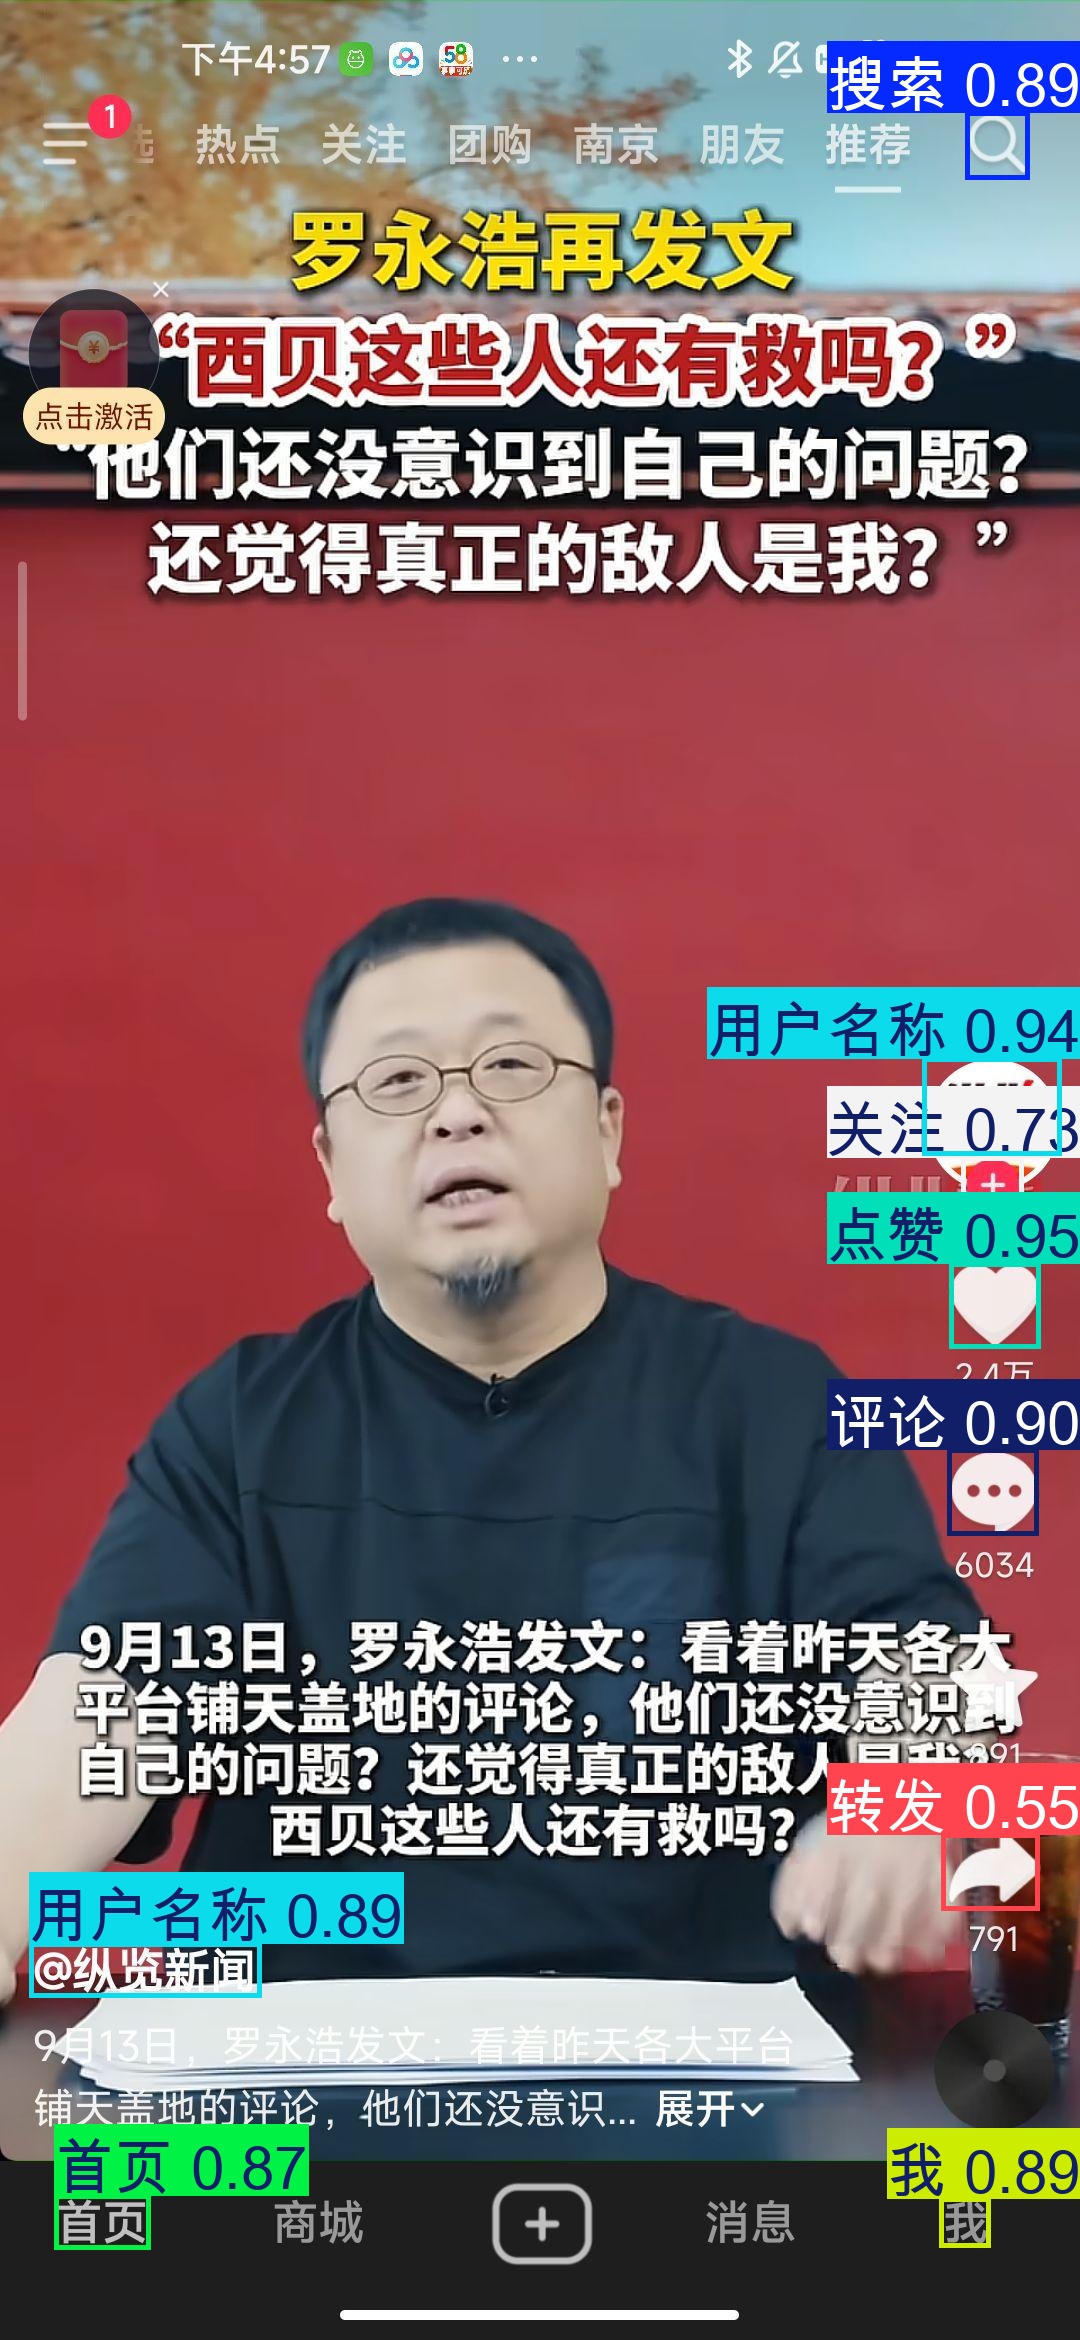 下午4:57
58
搜索 0.89
1
热点 关注 团购 南京 朋友 推荐
罗永浩再发文
“西贝这些人还有救吗？”
点击激活
“他们还没意识到自己的问题？
还觉得真正的敌人是我？”
用户名称 0.94
关注 0.73
点赞 0.95
2.4万
评论 0.90
6034
9月13日，罗永浩发文：看着昨天各大
平台铺天盖地的评论，他们还没意识到
自己的问题？还觉得真正的敌人是我？
西贝这些人还有救吗？
891
转发 0.55
791
用户名称 0.89
@纵览新闻
9月13日，罗永浩发文：看着昨天各大平台
铺天盖地的评论，他们还没意识... 展开
首页 0.87
我 0.89
首页 商城 消息 我